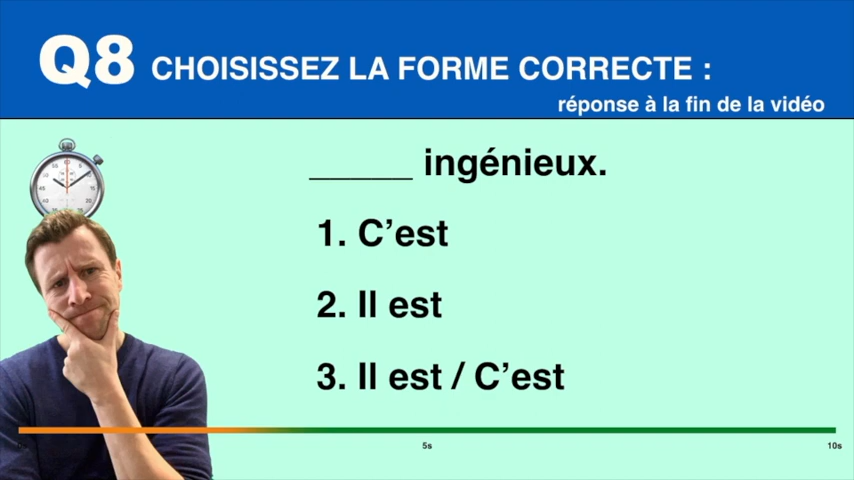 Q8 CHOISISSEZ LA FORME CORRECTE :
réponse à la fin de la vidéo
_____ ingénieux.
1. C’est
2. Il est
3. Il est / C’est
5s
10s